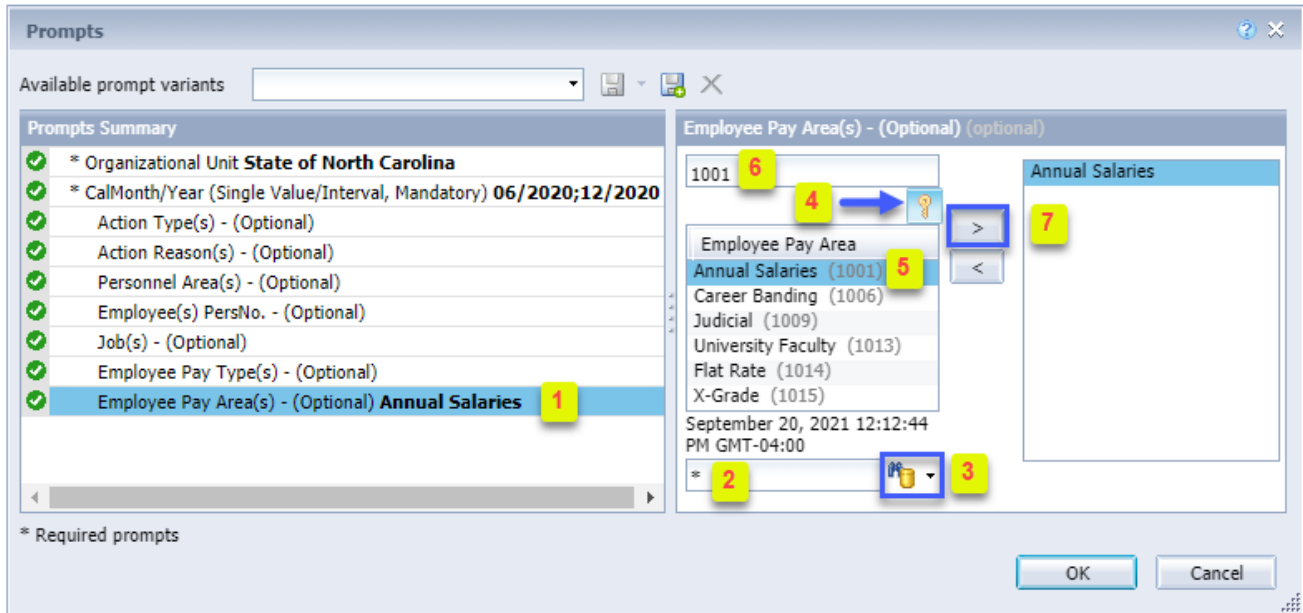 Prompts
Available prompt variants
Prompts Summary
* Organizational Unit State of North Carolina
* CalMonth/Year (Single Value/Interval, Mandatory) 06/2020;12/2020
Action Type(s) - (Optional)
Action Reason(s) - (Optional)
Personnel Area(s) - (Optional)
Employee(s) PersNo. - (Optional)
Job(s) - (Optional)
Employee Pay Type(s) - (Optional)
Employee Pay Area(s) - (Optional) Annual Salaries 1
* Required prompts
Employee Pay Area(s) - (Optional) (optional)
1001 6
4
Employee Pay Area
Annual Salaries (1001) 5
Career Banding (1006)
Judicial (1009)
University Faculty (1013)
Flat Rate (1014)
X-Grade (1015)
September 20, 2021 12:12:44
PM GMT-04:00
* 2
3
>
<
7
Annual Salaries
OK Cancel